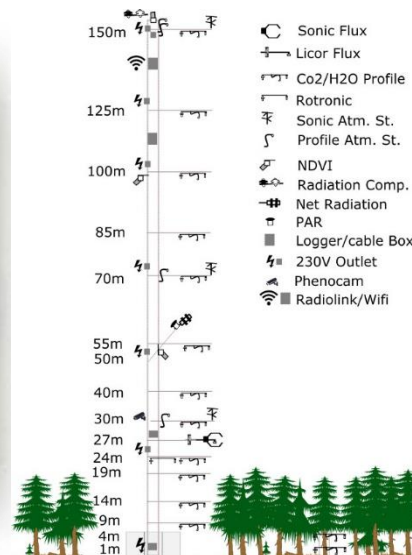 150m
125m
100m
85m
70m
55m
50m
40m
30m
27m
24m
19m
14m
9m
4m
1m
Sonic Flux
Licor Flux
Co2/H2O Profile
Rotronic
Sonic Atm. St.
Profile Atm. St.
NDVI
Radiation Comp.
Net Radiation
PAR
Logger/cable Box
230V Outlet
Phenocam
Radiolink/Wifi